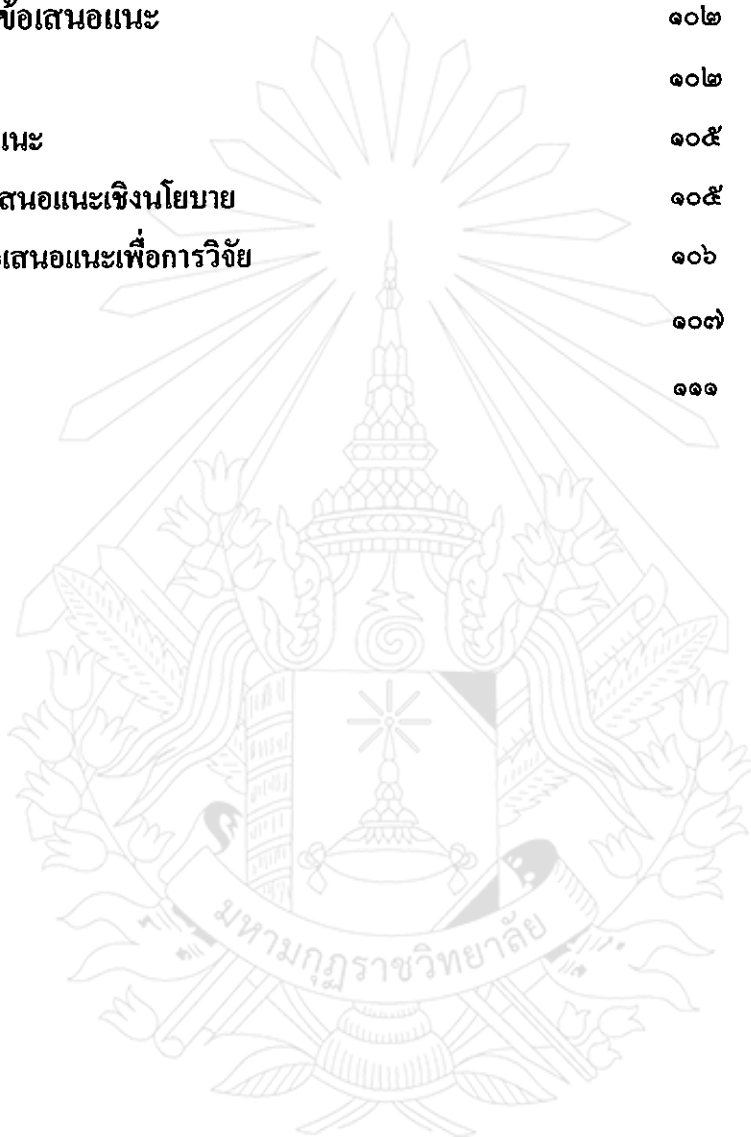 ข้อเสนอแนะ ๑๐๒
๑๐๒
แนะ ๑๐๕
สนอแนะเชิงนโยบาย ๑๐๕
เสนอแนะเพื่อการวิจัย ๑๐๖
๑๐๗
๑๑๑
มหามกุฏราชวิทยาลัย